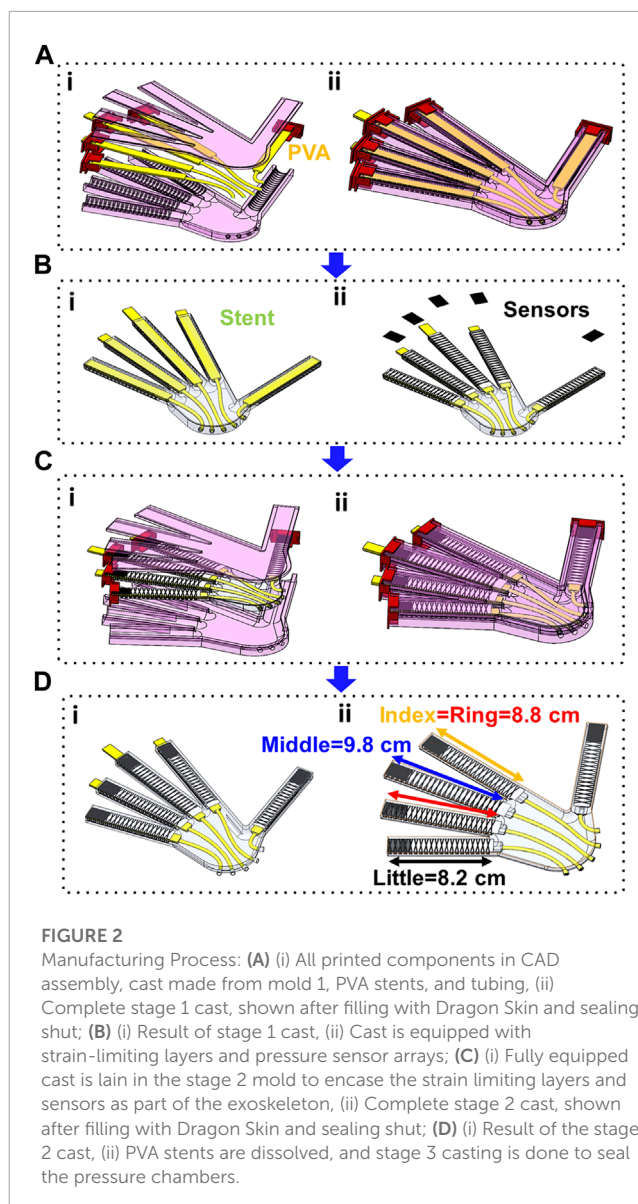 A
i
ii
PVA
B
i
ii
Stent
Sensors
C
i
ii
D
i
ii
Index=Ring=8.8 cm
Middle=9.8 cm
Little=8.2 cm
FIGURE 2
Manufacturing Process: (A) (i) All printed components in CAD
assembly, cast made from mold 1, PVA stents, and tubing, (ii)
Complete stage 1 cast, shown after filling with Dragon Skin and sealing
shut; (B) (i) Result of stage 1 cast, (ii) Cast is equipped with
strain-limiting layers and pressure sensor arrays; (C) (i) Fully equipped
cast is lain in the stage 2 mold to encase the strain limiting layers and
sensors as part of the exoskeleton, (ii) Complete stage 2 cast, shown
after filling with Dragon Skin and sealing shut; (D) (i) Result of the stage
2 cast, (ii) PVA stents are dissolved, and stage 3 casting is done to seal
the pressure chambers.